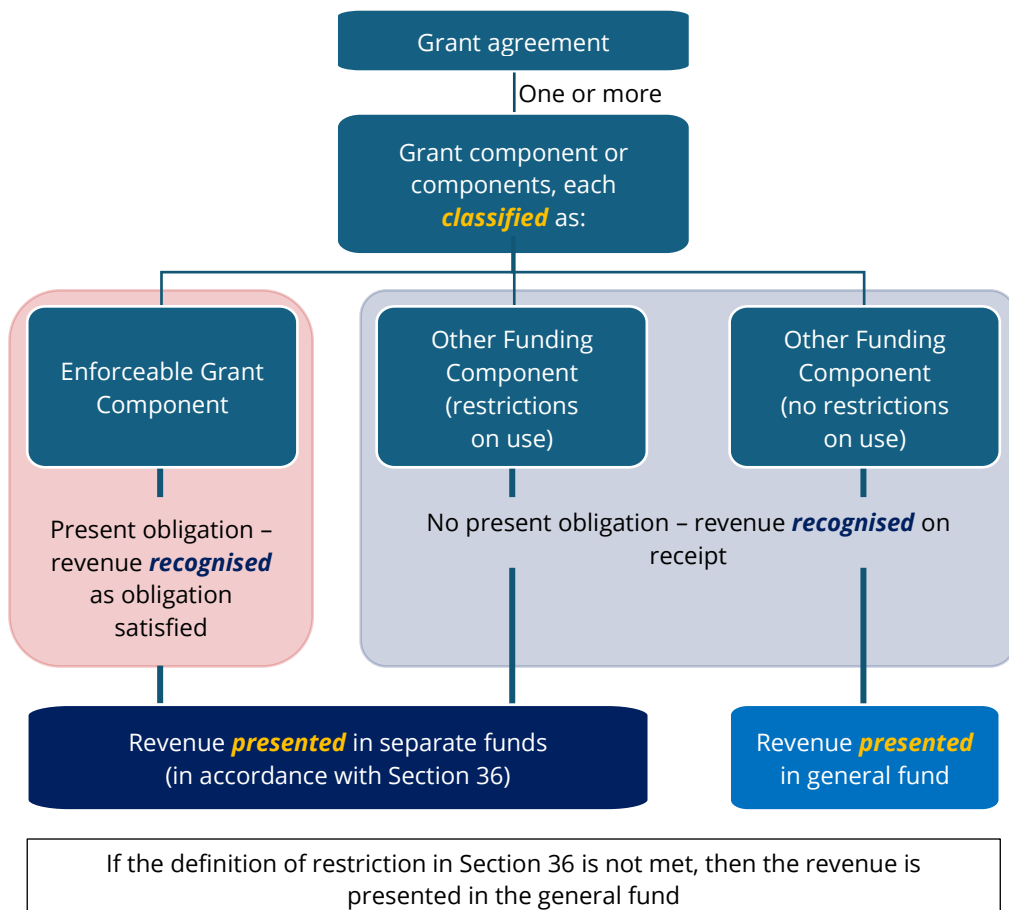 Grant agreement
One or more
Grant component or
components, each
classified as:
Enforceable Grant
Component
Other Funding
Component
(restrictions
on use)
Other Funding
Component
(no restrictions
on use)
Present obligation –
revenue recognised
as obligation
satisfied
No present obligation – revenue recognised on
receipt
Revenue presented in separate funds
(in accordance with Section 36)
Revenue presented
in general fund
If the definition of restriction in Section 36 is not met, then the revenue is
presented in the general fund